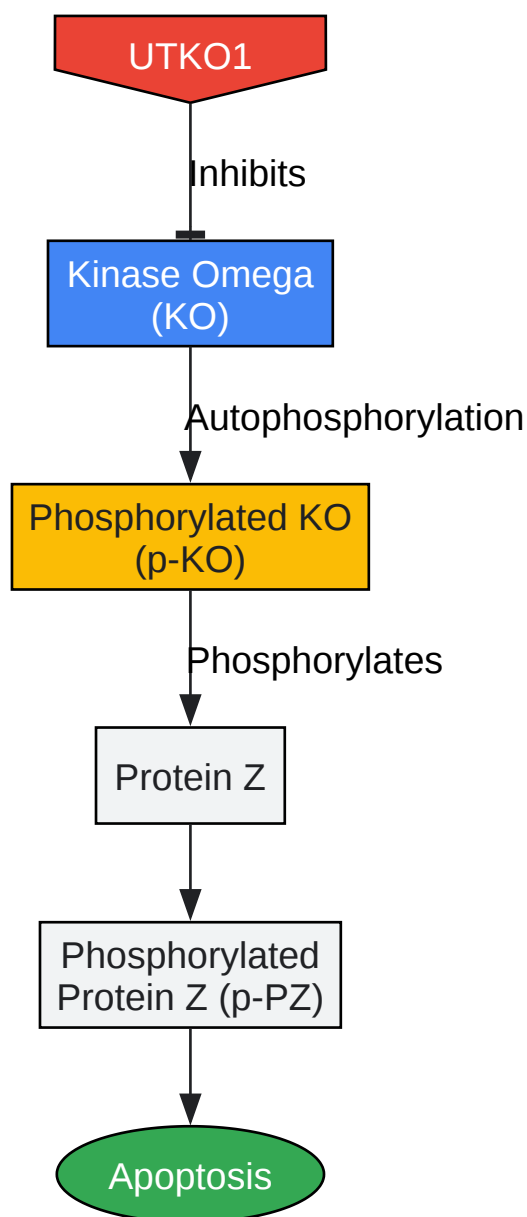 UTKO1
Inhibits
Kinase Omega
(KO)
Autophosphorylation
Phosphorylated KO
(p-KO)
Phosphorylates
Protein Z
Phosphorylated
Protein Z (p-PZ)
Apoptosis